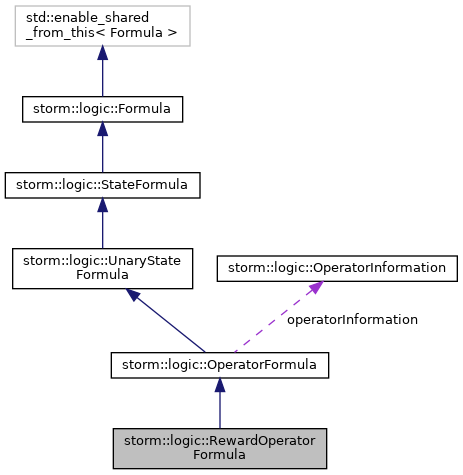 std::enable_shared
_from_this< Formula >
storm::logic::Formula
storm::logic::StateFormula
storm::logic::UnaryState
Formula
storm::logic::OperatorInformation
operatorInformation
storm::logic::OperatorFormula
storm::logic::RewardOperator
Formula